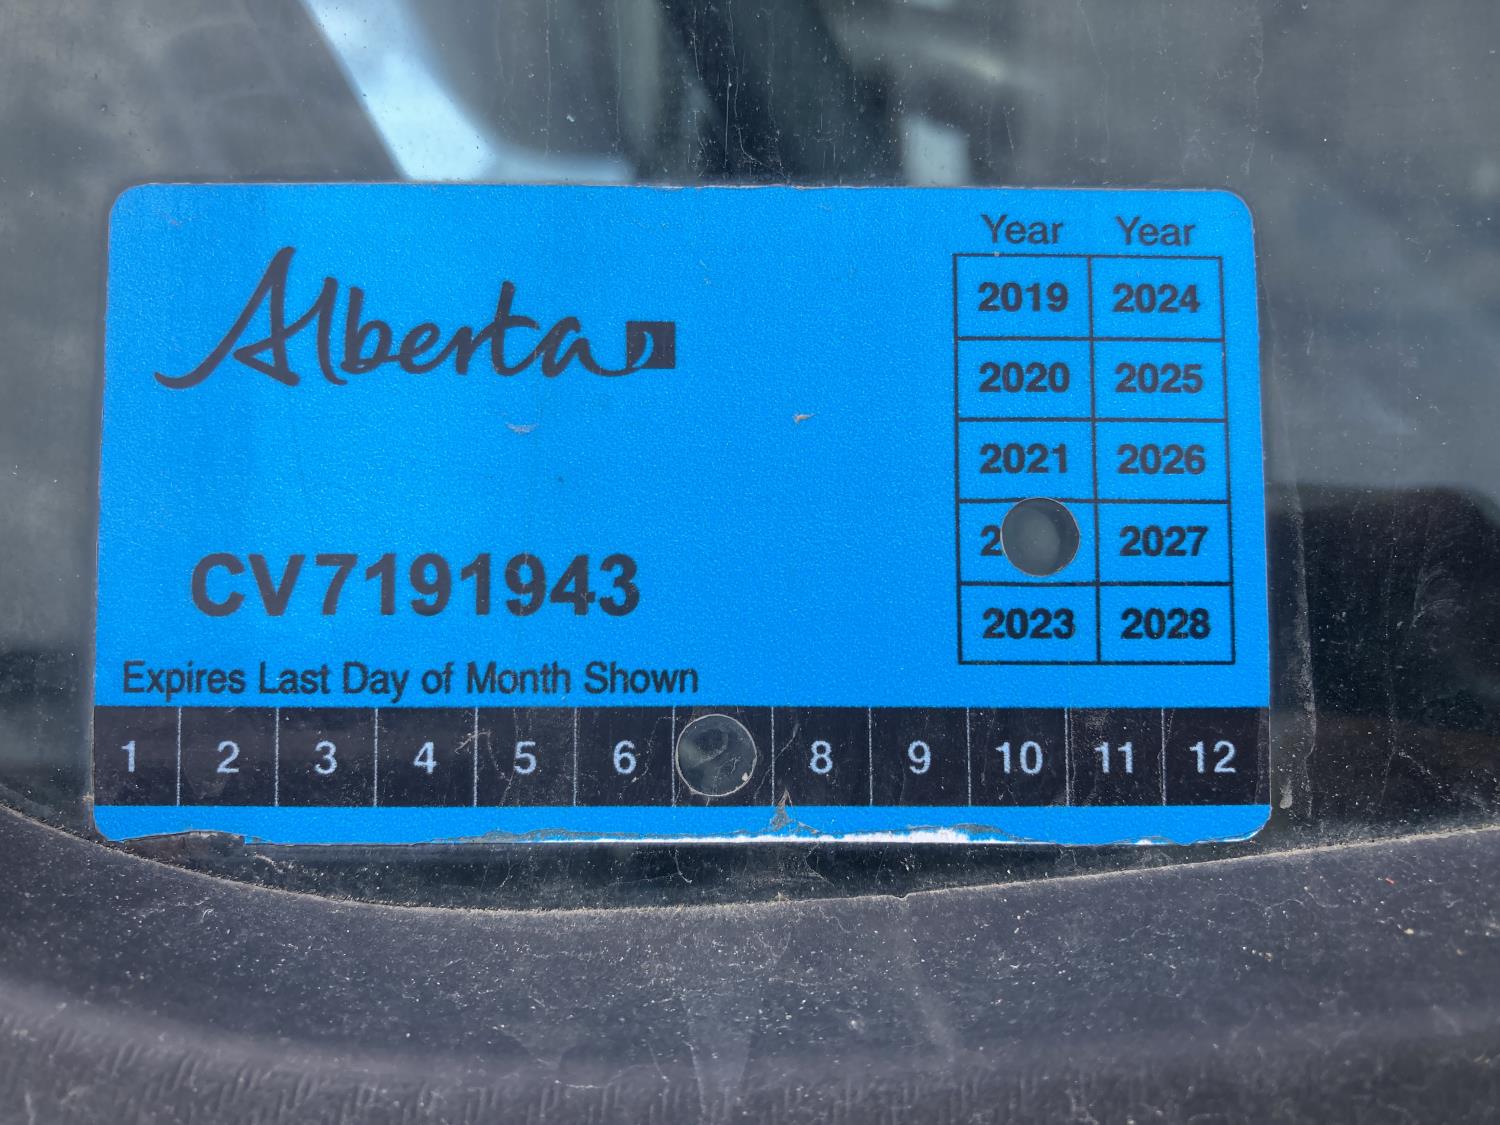 Alberta
Year Year
2019 2024
2020 2025
2021 2026
2 2027
2023 2028
CV7191943
Expires Last Day of Month Shown
1 2 3 4 5 6 8 9 10 11 12